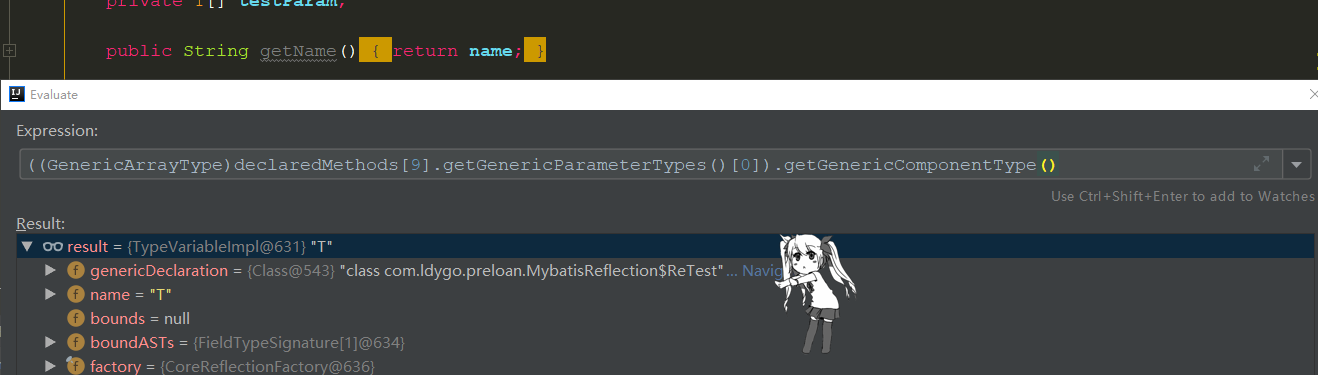 private T[] testParam;
public String getName() { return name; }
IJ Evaluate
Expression:
((GenericArrayType)declaredMethods[9].getGenericParameterTypes()[0]).getGenericComponentType()
Use Ctrl+Shift+Enter to add to Watches
Result:
result = {TypeVariableImpl@631} "T"
f genericDeclaration = {Class@543} "class com.ldygo.preloan.MybatisReflection$ReTest"... Navig
f name = "T"
f bounds = null
f boundASTs = {FieldTypeSignature[1]@634}
f factory = {CoreReflectionFactory@636}